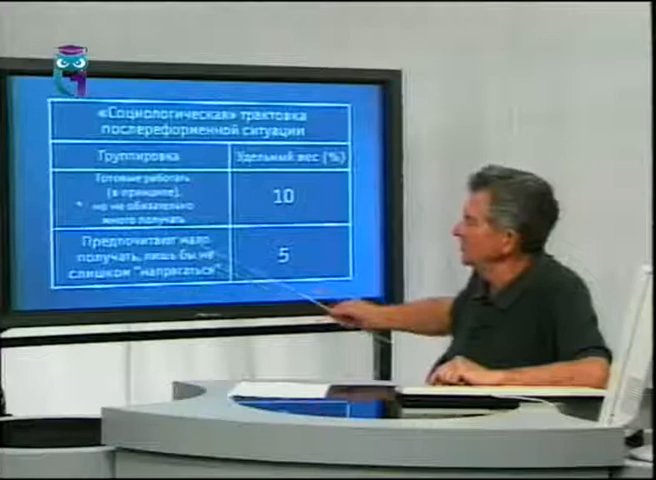 «Социологическая» трактовка
послереформенной ситуации
Группировка
Удельный вес (%)
Готовые работать
(в принципе),
но не обязательно
много получать
10
Предпочитают мало
получать, лишь бы не
слишком "напрягаться"
5